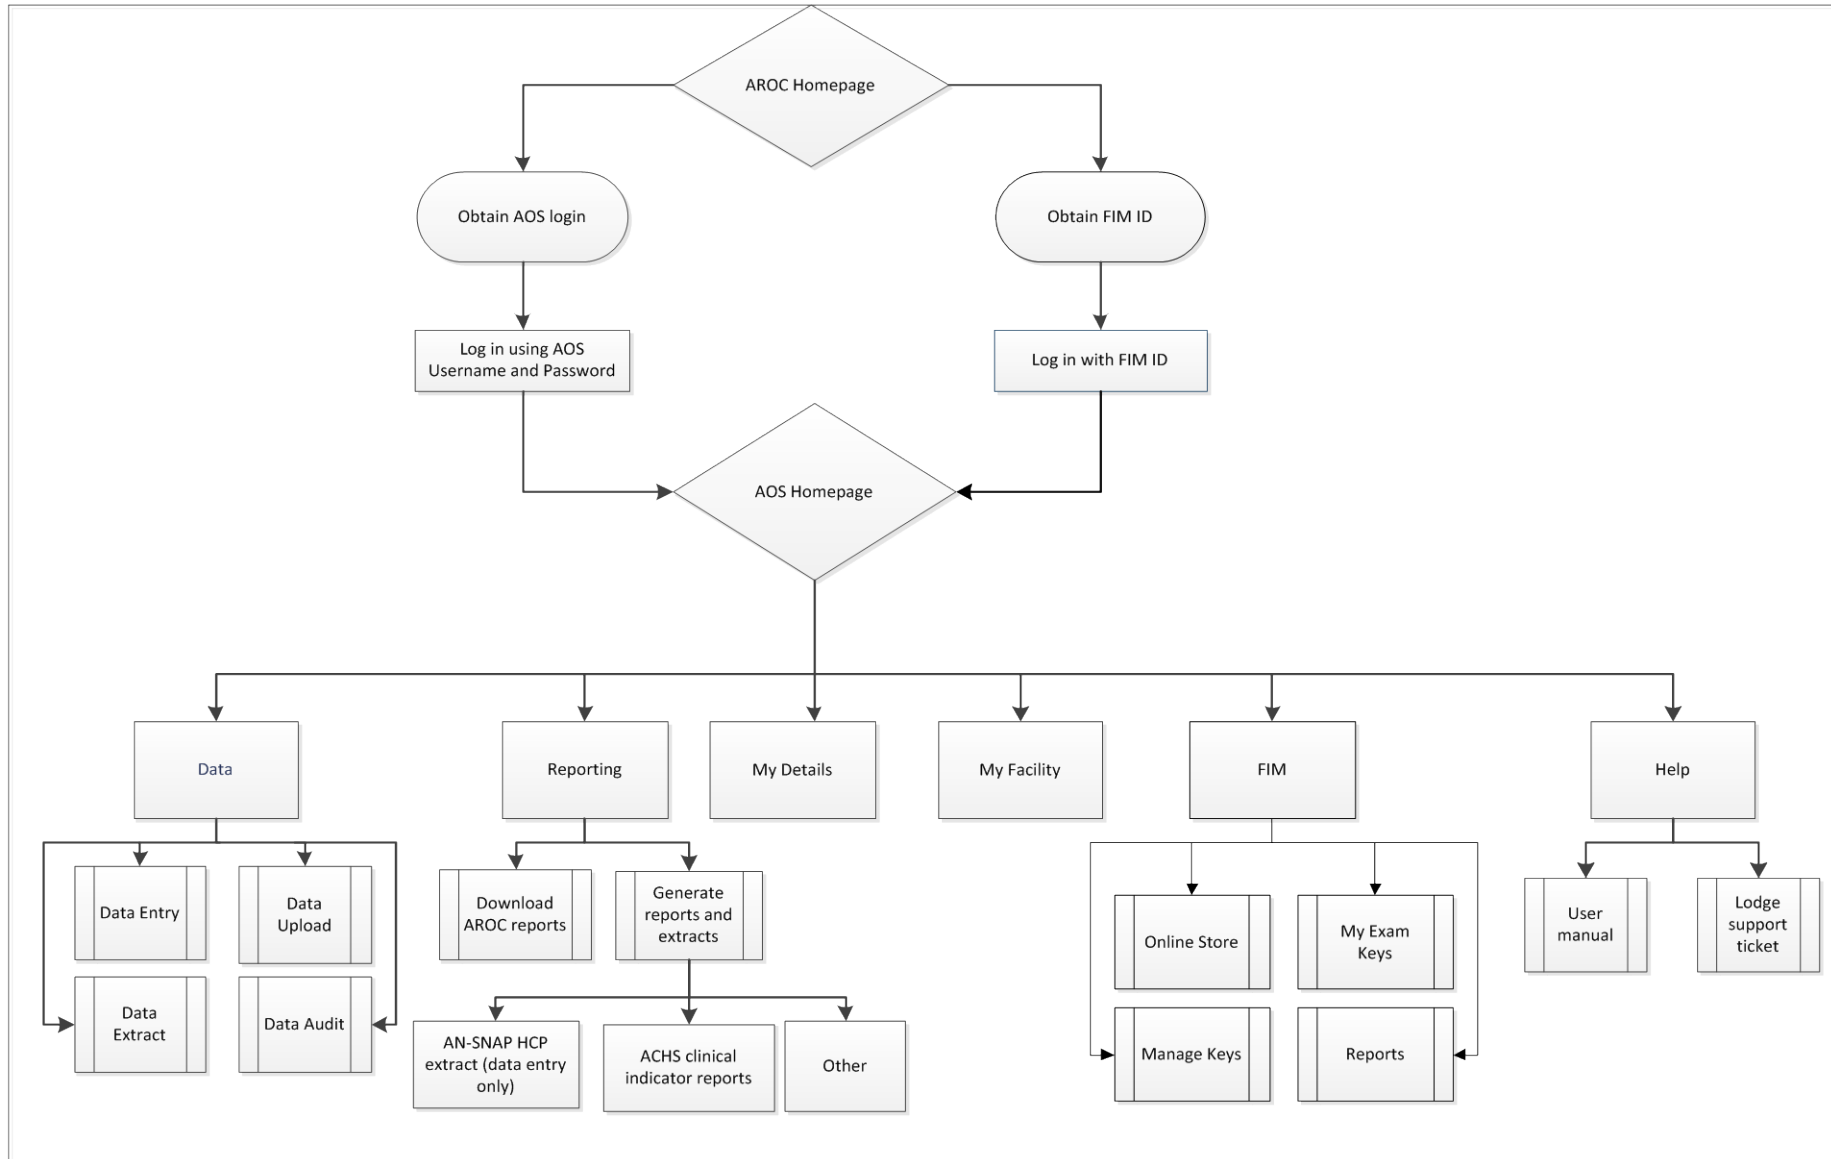 AROC Homepage
Obtain AOS login
Obtain FIM ID
Log in using AOS
Username and Password
Log in with FIM ID
AOS Homepage
Data
Reporting
My Details
My Facility
FIM
Help
Data Entry
Data
Upload
Data
Extract
Data Audit
Download
AROC reports
Generate
reports and
extracts
AN-SNAP HCP
extract (data entry
only)
ACHS clinical
indicator reports
Other
Online Store
My Exam
Keys
Manage Keys
Reports
User
manual
Lodge
support
ticket